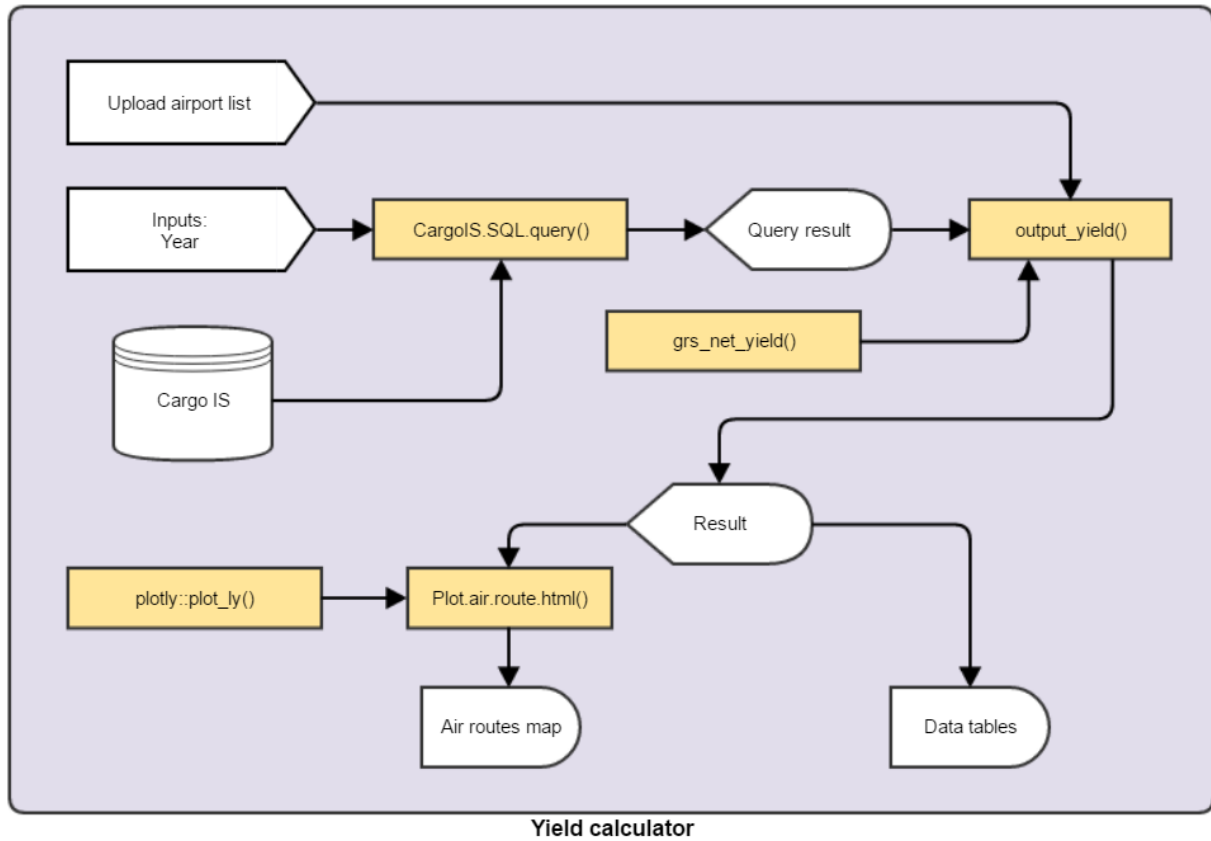 Upload airport list
Inputs:
Year
CargoIS.SQL.query()
Query result
output_yield()
grs_net_yield()
Cargo IS
Result
plotly::plot_ly()
Plot.air.route.html()
Air routes map
Data tables
Yield calculator